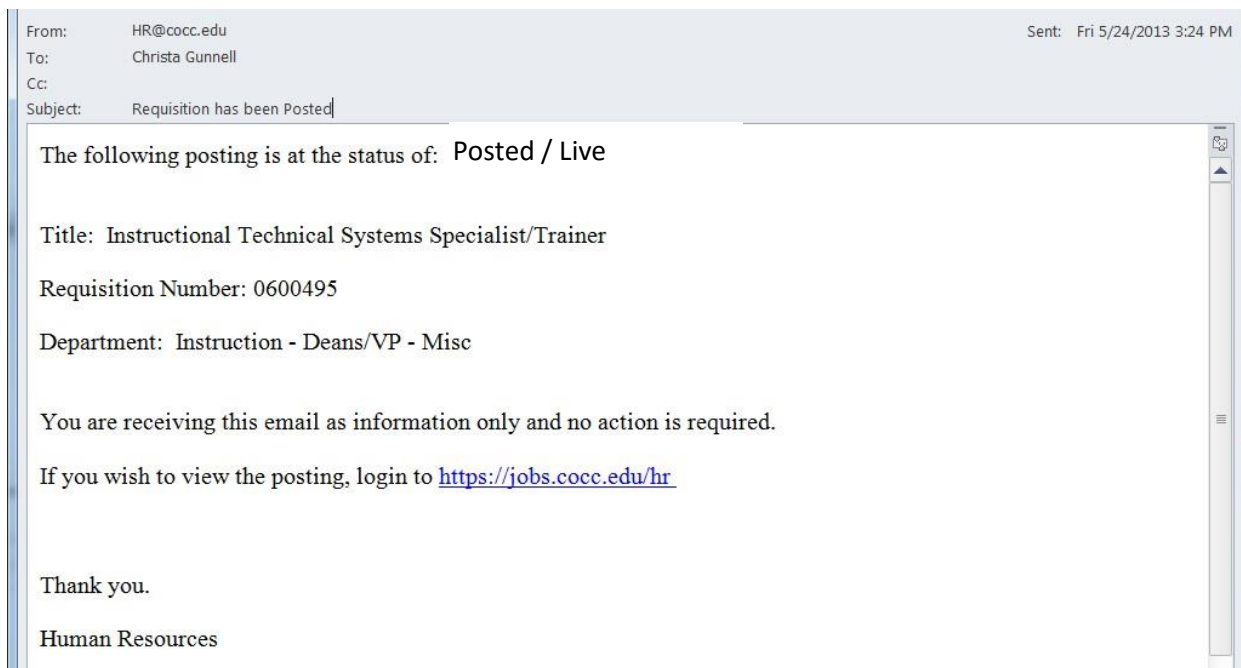 From: HR@cocc.edu Sent: Fri 5/24/2013 3:24 PM
To: Christa Gunnell
Cc:
Subject: Requisition has been Posted
The following posting is at the status of: Posted / Live
Title: Instructional Technical Systems Specialist/Trainer
Requisition Number: 0600495
Department: Instruction - Deans/VP - Misc
You are receiving this email as information only and no action is required.
If you wish to view the posting, login to https://jobs.cocc.edu/hr
Thank you.
Human Resources